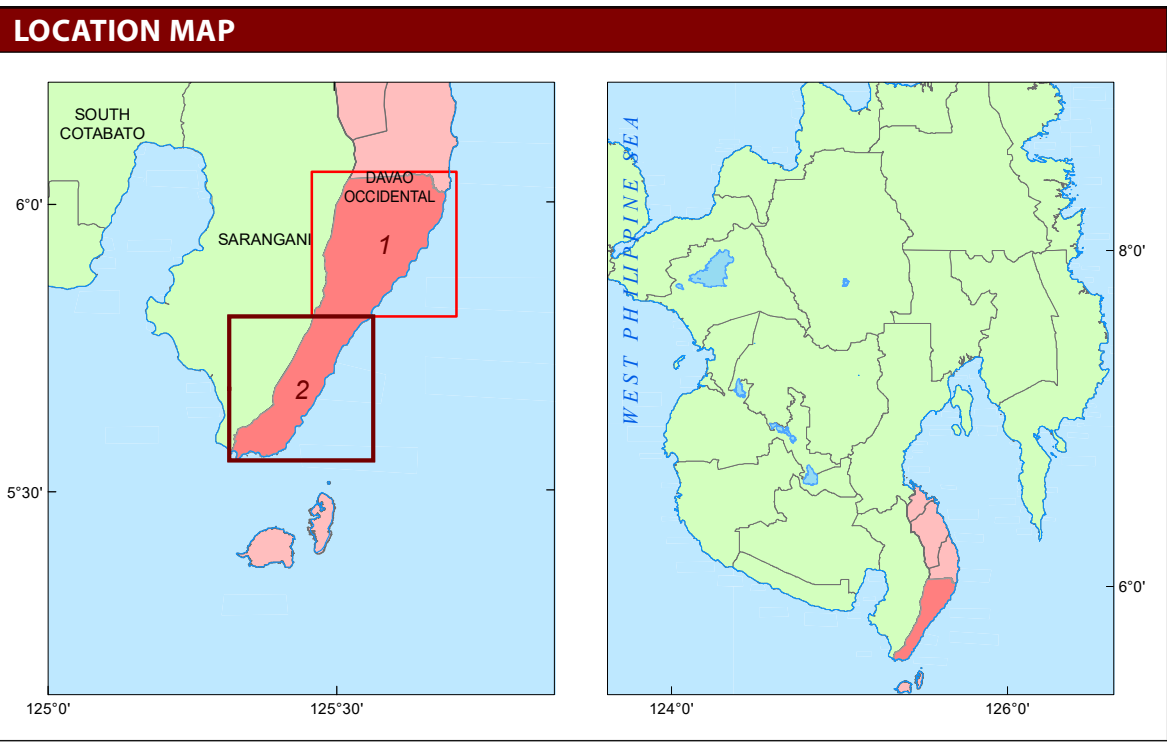 LOCATION MAP
SOUTH
COTABATO
DAVAO
OCCIDENTAL
SARANGANI
1
2
6°0'
5°30'
125°0'
125°30'
WEST PHILIPPINE SEA
8°0'
6°0'
124°0'
126°0'